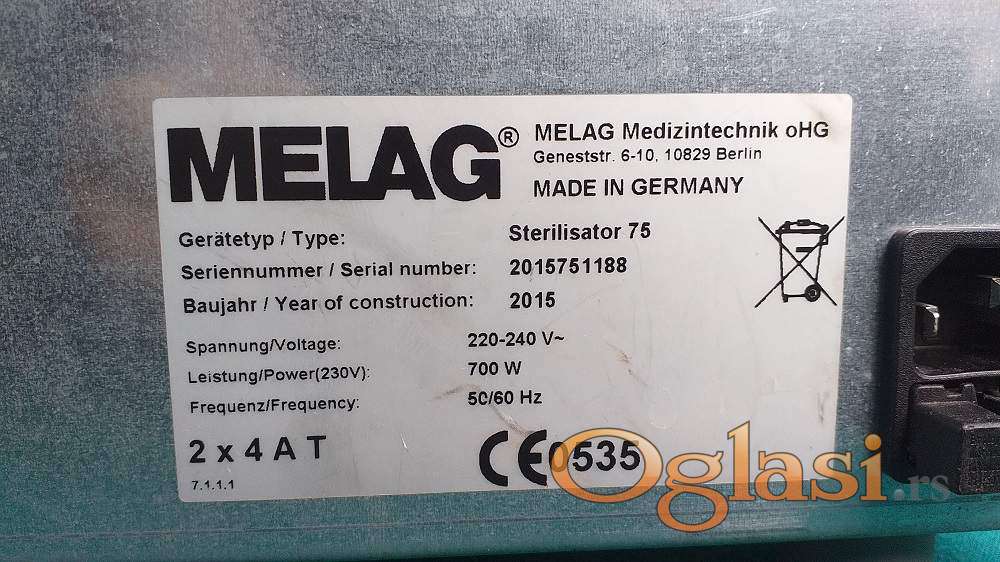 MELAG®
MELAG Medizintechnik oHG
Geneststr. 6-10, 10829 Berlin
MADE IN GERMANY
Gerätetyp / Type: Sterilisator 75
Seriennummer / Serial number: 2015751188
Baujahr / Year of construction: 2015
Spannung/Voltage: 220-240 V~
Leistung/Power(230V): 700 W
Frequenz/Frequency: 50/60 Hz
2 x 4 A T
CE 0535
7.1.1.1
Oglasi.rs